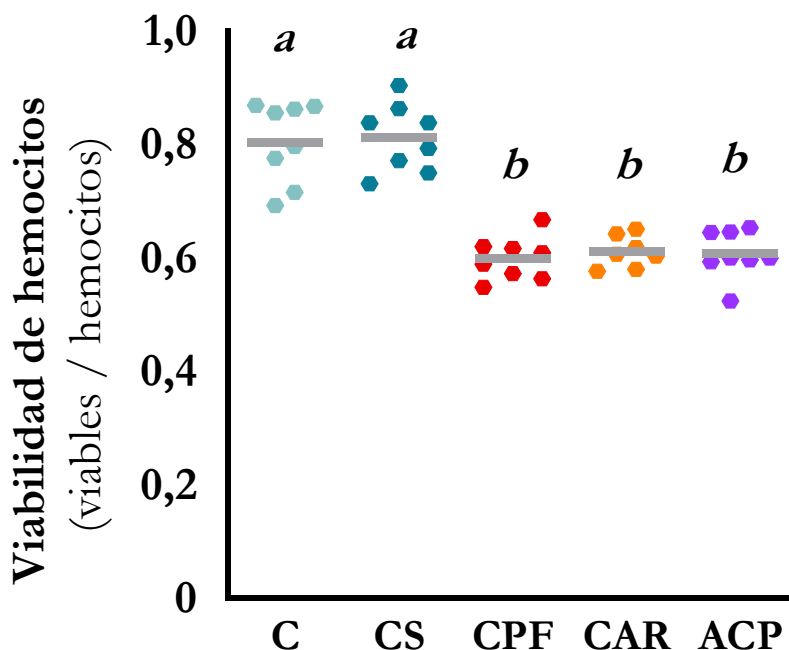 Viabilidad de hemocitos
(viables / hemocitos)
1,0
0,8
0,6
0,4
0,2
0
a
a
b
b
b
C
CS
CPF
CAR
ACP